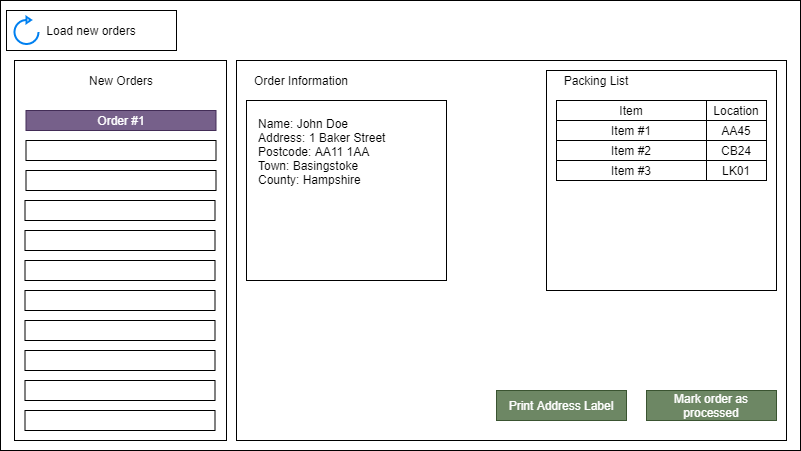 Load new orders
New Orders
Order #1
Order Information
Name: John Doe
Address: 1 Baker Street
Postcode: AA11 1AA
Town: Basingstoke
County: Hampshire
Packing List
Item Location
Item #1 AA45
Item #2 CB24
Item #3 LK01
Print Address Label
Mark order as
processed